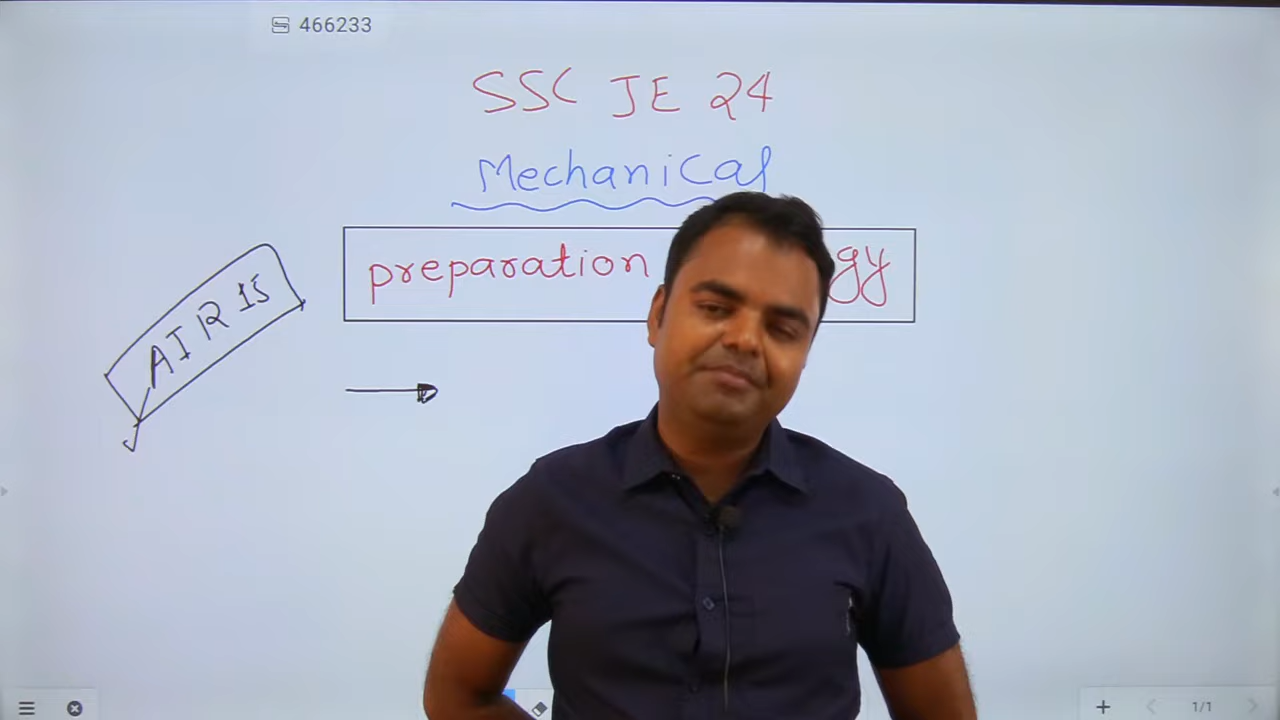 466233
SSC JE 24
Mechanical
preparation gy
AIR 15
1/1